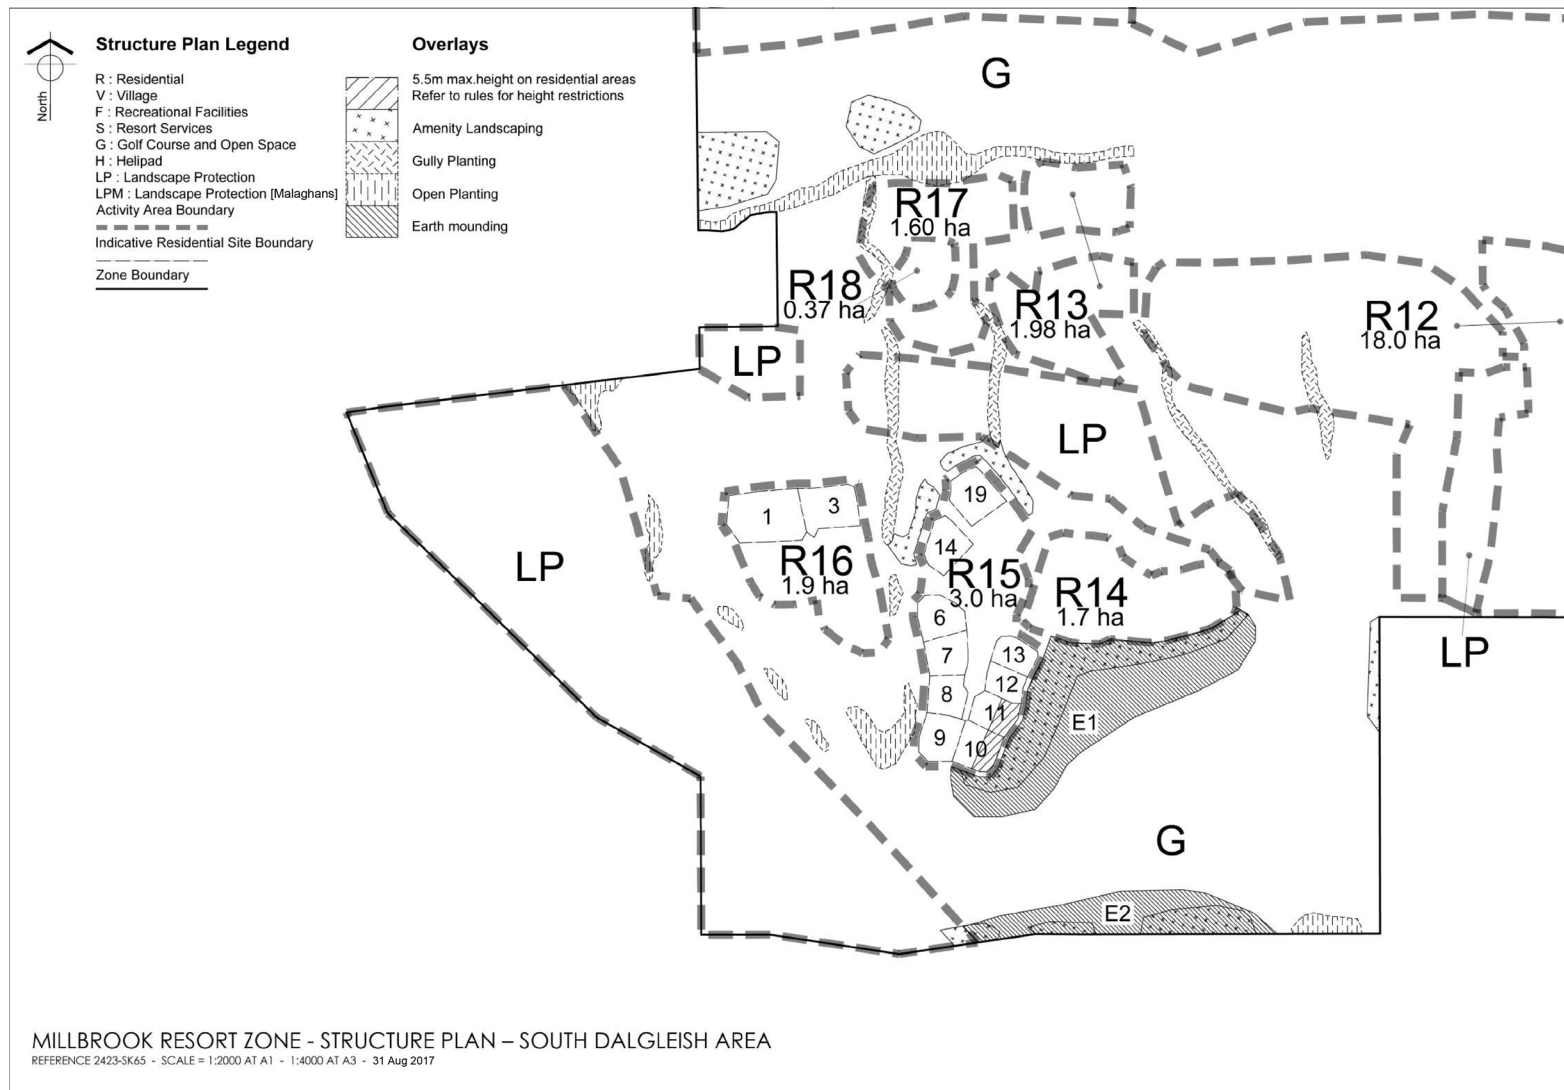 Structure Plan Legend
R : Residential
V : Village
F : Recreational Facilities
S : Resort Services
G : Golf Course and Open Space
H : Helipad
LP : Landscape Protection
LPM : Landscape Protection [Malaghans]
Activity Area Boundary
Indicative Residential Site Boundary
Zone Boundary
North
Overlays
5.5m max.height on residential areas
Refer to rules for height restrictions
Amenity Landscaping
Gully Planting
Open Planting
Earth mounding
G
R17
1.60 ha
R18
0.37 ha
R13
1.98 ha
R12
18.0 ha
LP
LP
LP
1
3
R16
1.9 ha
19
14
R15
3.0 ha
R14
1.7 ha
6
7
8
9
13
12
11
10
LP
E1
G
E2
MILLBROOK RESORT ZONE - STRUCTURE PLAN – SOUTH DALGLEISH AREA
REFERENCE 2423-SK65 - SCALE = 1:2000 AT A1 - 1:4000 AT A3 - 31 Aug 2017